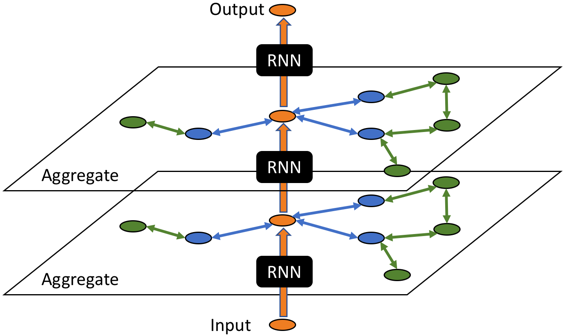 Output
RNN
Aggregate
RNN
Aggregate
RNN
Input